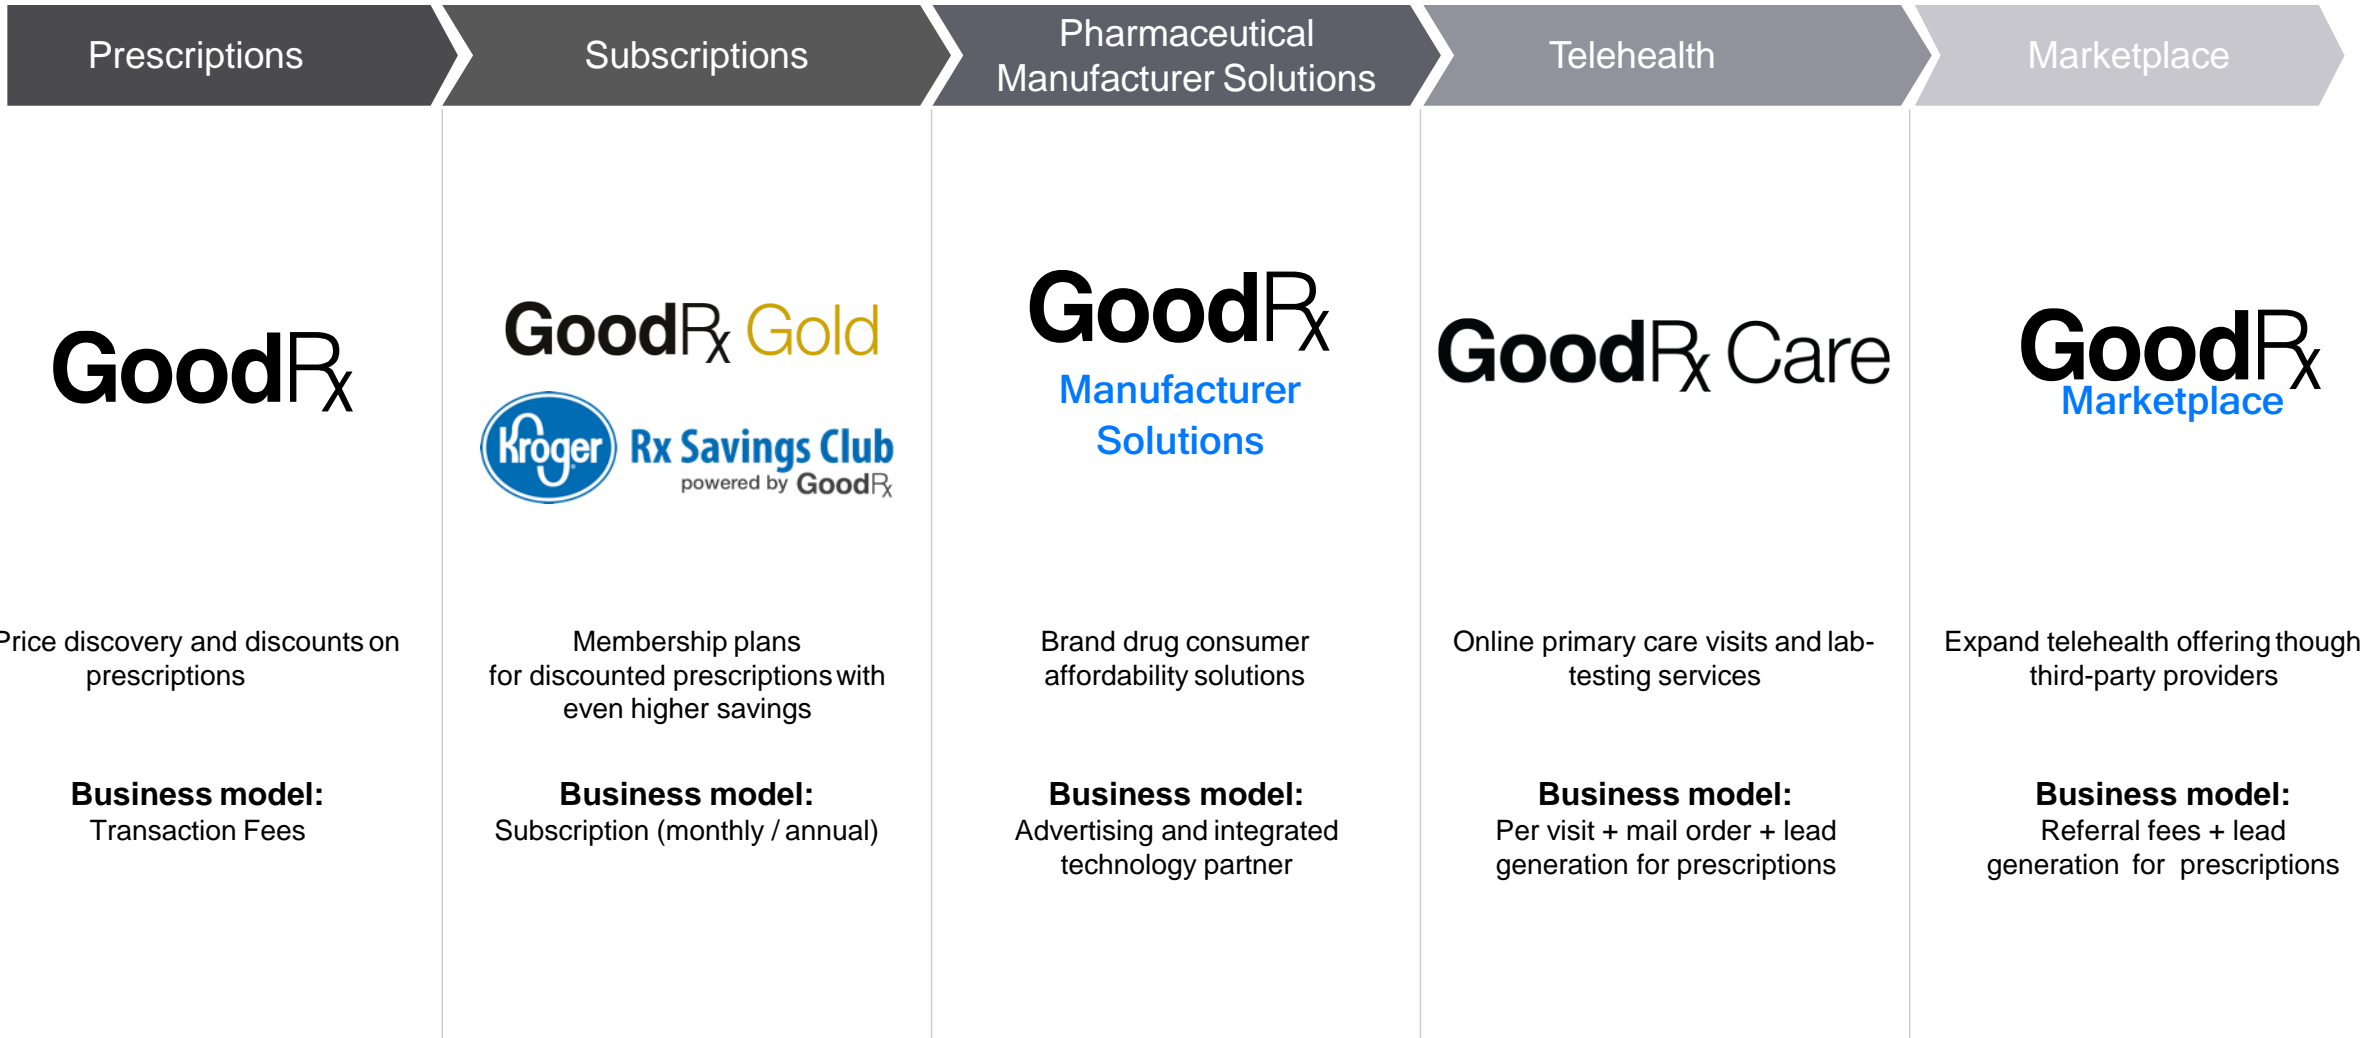 Prescriptions
Subscriptions
Pharmaceutical
Manufacturer Solutions
Telehealth
Marketplace
GoodRx
GoodRx Gold
Kroger Rx Savings Club
powered by GoodRx
GoodRx
Manufacturer
Solutions
GoodRx Care
GoodRx
Marketplace
Price discovery and discounts on
prescriptions
Membership plans
for discounted prescriptions with
even higher savings
Brand drug consumer
affordability solutions
Online primary care visits and lab-
testing services
Expand telehealth offering though
third-party providers
Business model:
Transaction Fees
Business model:
Subscription (monthly / annual)
Business model:
Advertising and integrated
technology partner
Business model:
Per visit + mail order + lead
generation for prescriptions
Business model:
Referral fees + lead
generation for prescriptions